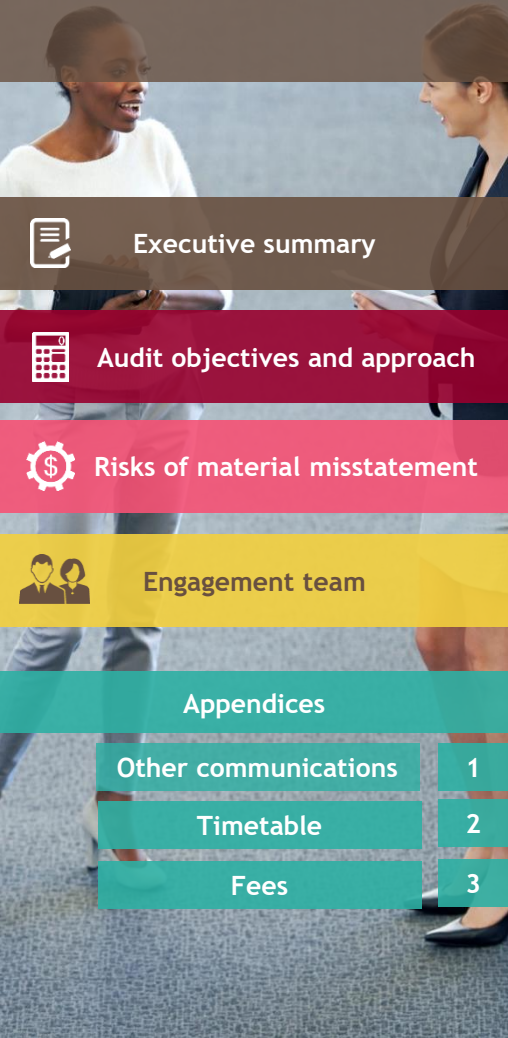 Executive summary
Audit objectives and approach
$
Risks of material misstatement
Engagement team
Appendices
Other communications 1
Timetable 2
Fees 3